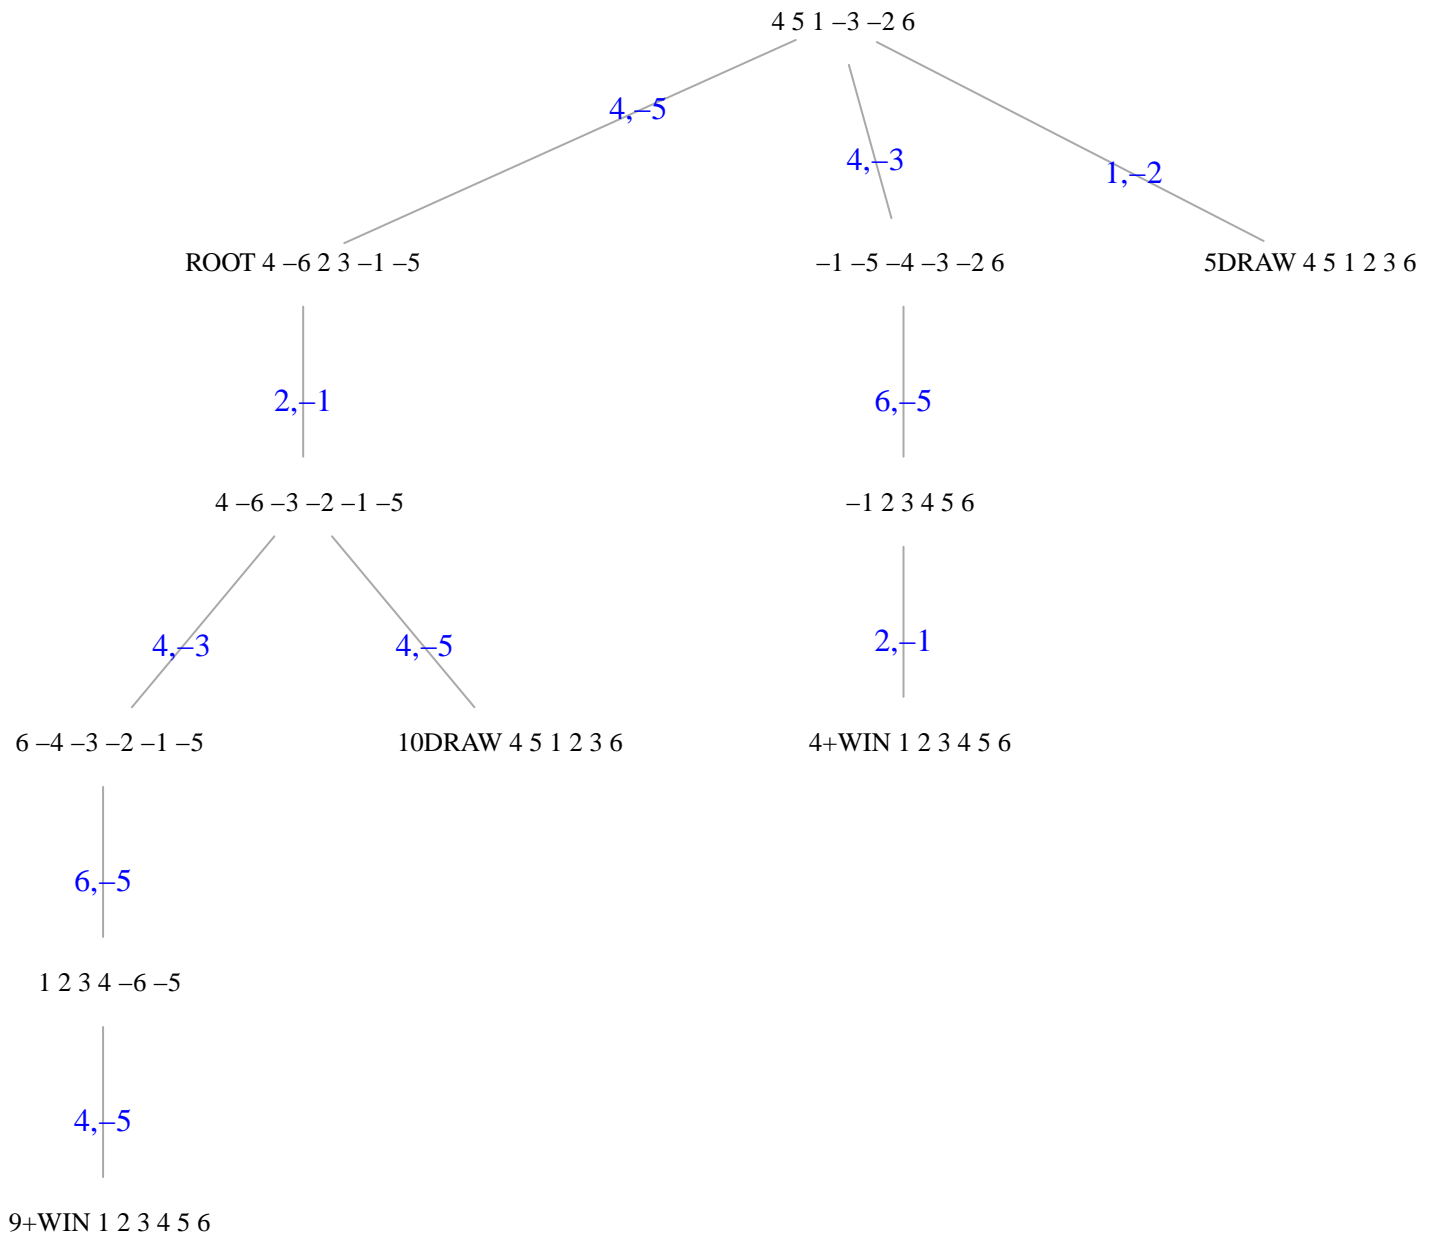 4 5 1 –3 –2 6
4,–5
4,–3
1,–2
ROOT 4 –6 2 3 –1 –5
–1 –5 –4 –3 –2 6
5DRAW 4 5 1 2 3 6
2,–1
6,–5
4 –6 –3 –2 –1 –5
–1 2 3 4 5 6
4,–3
4,–5
2,–1
6 –4 –3 –2 –1 –5
10DRAW 4 5 1 2 3 6
4+WIN 1 2 3 4 5 6
6,–5
1 2 3 4 –6 –5
4,–5
9+WIN 1 2 3 4 5 6